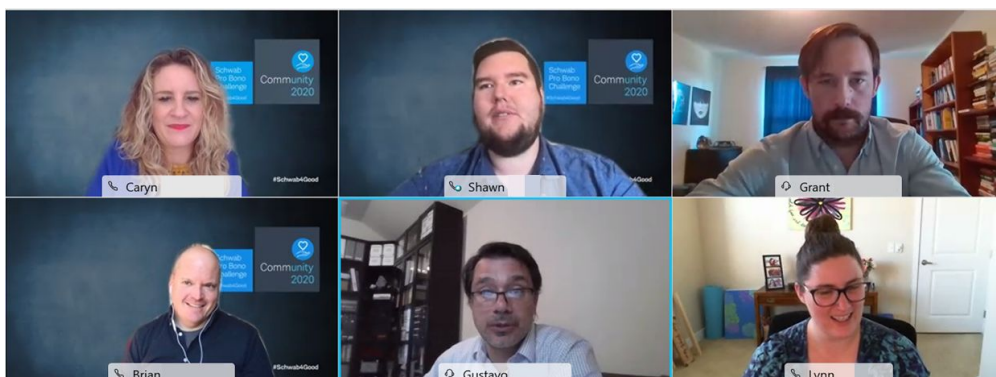 Schwab
Pro Bono
Challenge
Community
2020
#Schwab4Good
Caryn
Schwab
Pro Bono
Challenge
#Schwab4Good
Community
2020
Shawn
Grant
Schwab
Pro Bono
Community
2020
#Schwab4Good
Brian
Gustavo
Lynn